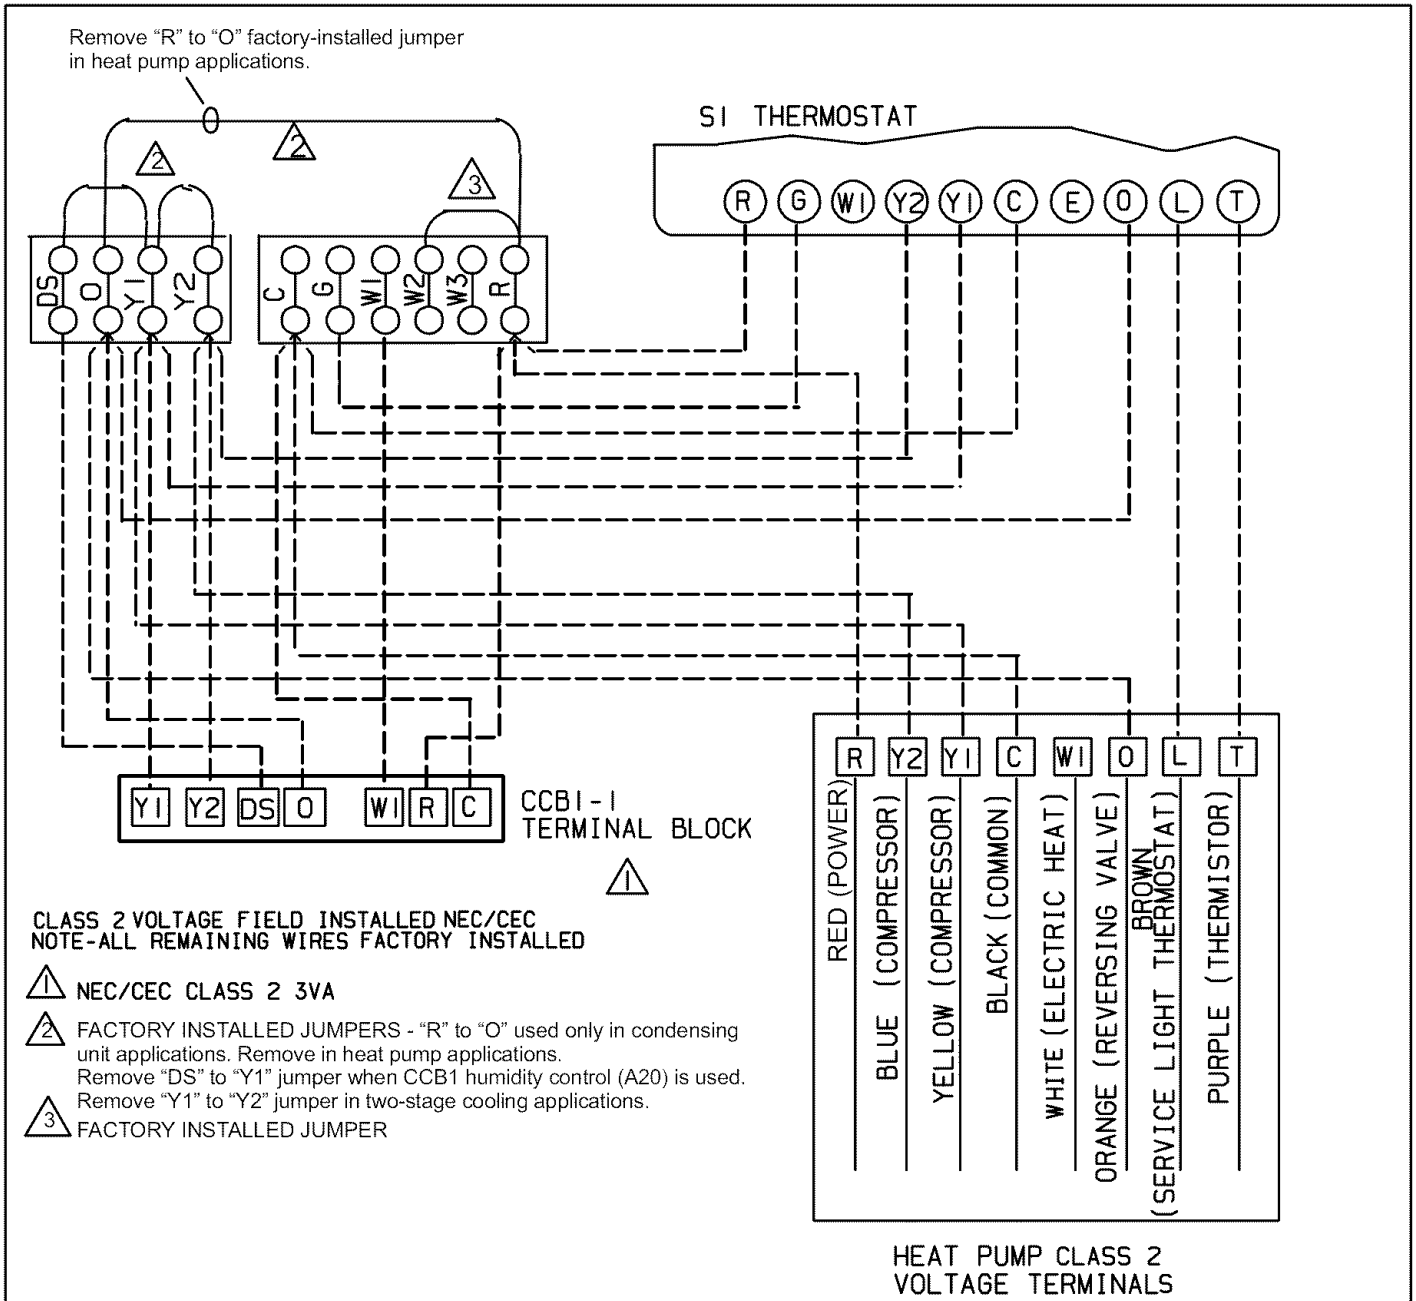 Remove “R” to “O” factory-installed jumper
in heat pump applications.
S1 THERMOSTAT
2
2
3
R G W1 Y2 Y1 C E O L T
DS O Y1 Y2
C G W1 W2 W3 R
R Y2 Y1 C W1 O L T
Y1 Y2 DS O W1 R C
CCB1-1
TERMINAL BLOCK
1
RED (POWER)
BLUE (COMPRESSOR)
YELLOW (COMPRESSOR)
BLACK (COMMON)
WHITE (ELECTRIC HEAT)
ORANGE (REVERSING VALVE)
BROWN
(SERVICE LIGHT THERMOSTAT)
PURPLE (THERMISTOR)
CLASS 2 VOLTAGE FIELD INSTALLED NEC/CEC
NOTE-ALL REMAINING WIRES FACTORY INSTALLED
1 NEC/CEC CLASS 2 3VA
2 FACTORY INSTALLED JUMPERS - “R” to “O” used only in condensing
unit applications. Remove in heat pump applications.
Remove “DS” to “Y1” jumper when CCB1 humidity control (A20) is used.
Remove “Y1” to “Y2” jumper in two-stage cooling applications.
3 FACTORY INSTALLED JUMPER
HEAT PUMP CLASS 2
VOLTAGE TERMINALS